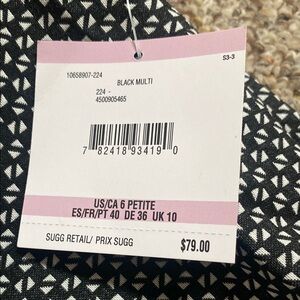 S3-3
10658907-224
BLACK MULTI
224 -
4500905465
7 82418 93419 0
US/CA 6 PETITE
ES/FR/PT 40 DE 36 UK 10
SUGG RETAIL/ PRIX SUGG $79.00